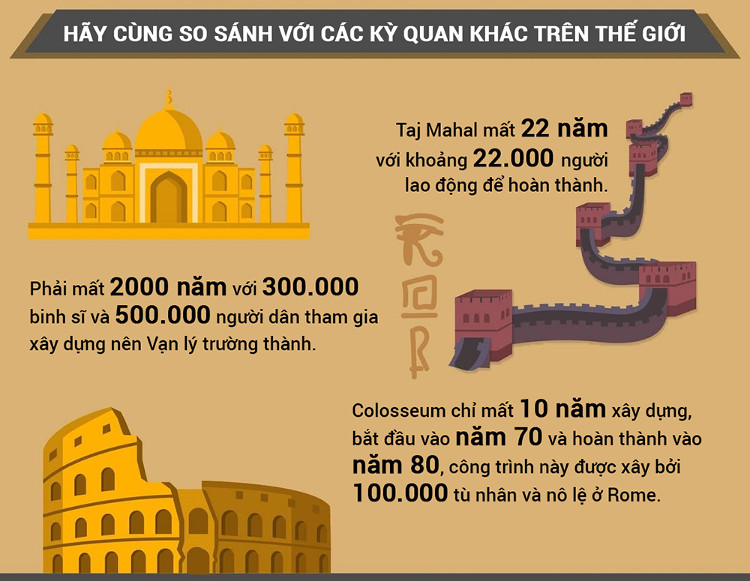 HÃY CÙNG SO SÁNH VỚI CÁC KỲ QUAN KHÁC TRÊN THẾ GIỚI
Taj Mahal mất 22 năm
với khoảng 22.000 người
lao động để hoàn thành.
Phải mất 2000 năm với 300.000
binh sĩ và 500.000 người dân tham gia
xây dựng nên Vạn lý trường thành.
Colosseum chỉ mất 10 năm xây dựng,
bắt đầu vào năm 70 và hoàn thành vào
năm 80, công trình này được xây bởi
100.000 tù nhân và nô lệ ở Rome.